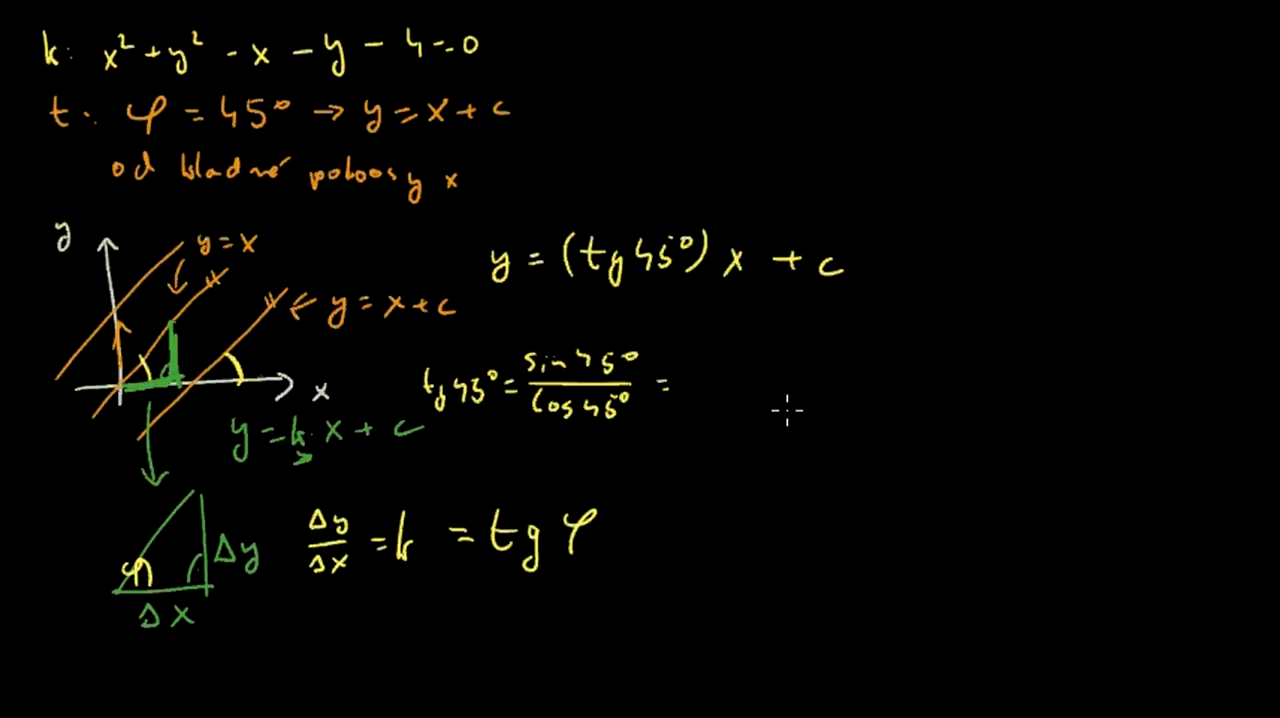 k: x² + y² - x - y - 4 = 0
t: φ = 45° → y = x + c
od kladné poloosy x
y
y = x
y = (tg 45°) x + c
← y = x + c
x
tg 45° = sin 45° / cos 45° =
y = k x + c
Δy
Δy / Δx = k = tg φ
φ
Δx